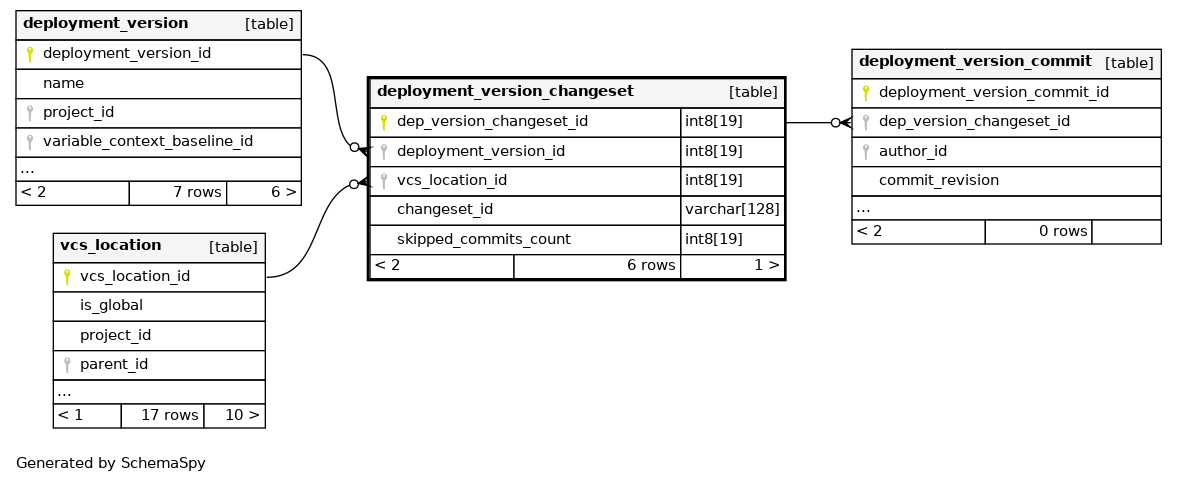 deployment_version [table]
deployment_version_id
name
project_id
variable_context_baseline_id
...
< 2 7 rows 6 >
vcs_location [table]
vcs_location_id
is_global
project_id
parent_id
...
< 1 17 rows 10 >
deployment_version_changeset [table]
dep_version_changeset_id int8[19]
deployment_version_id int8[19]
vcs_location_id int8[19]
changeset_id varchar[128]
skipped_commits_count int8[19]
< 2 6 rows 1 >
deployment_version_commit [table]
deployment_version_commit_id
dep_version_changeset_id
author_id
commit_revision
...
< 2 0 rows
Generated by SchemaSpy